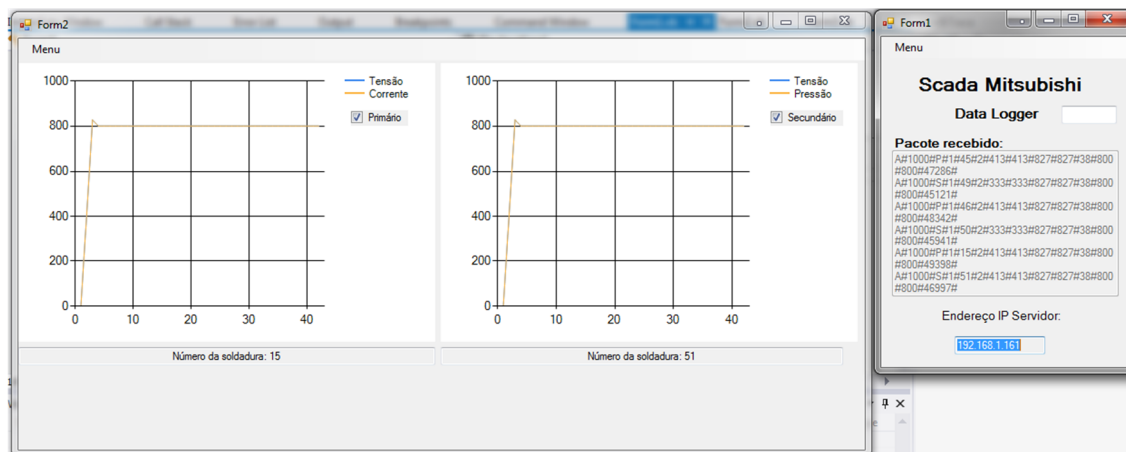 Form2
Menu
1000
800
600
400
200
0
0
10
20
30
40
Tensão
Corrente
Primário
Número da soldadura: 15
1000
800
600
400
200
0
0
10
20
30
40
Tensão
Pressão
Secundário
Número da soldadura: 51
Form1
Menu
Scada Mitsubishi
Data Logger
Pacote recebido:
A#1000#P#1#45#2#413#413#827#827#38#800
#800#47286#
A#1000#S#1#49#2#333#333#827#827#38#800
#800#45121#
A#1000#P#1#46#2#413#413#827#827#38#800
#800#48342#
A#1000#S#1#50#2#333#333#827#827#38#800
#800#45941#
A#1000#P#1#15#2#413#413#827#827#38#800
#800#49398#
A#1000#S#1#51#2#413#413#827#827#38#800
#800#46997#
Endereço IP Servidor:
192.168.1.161